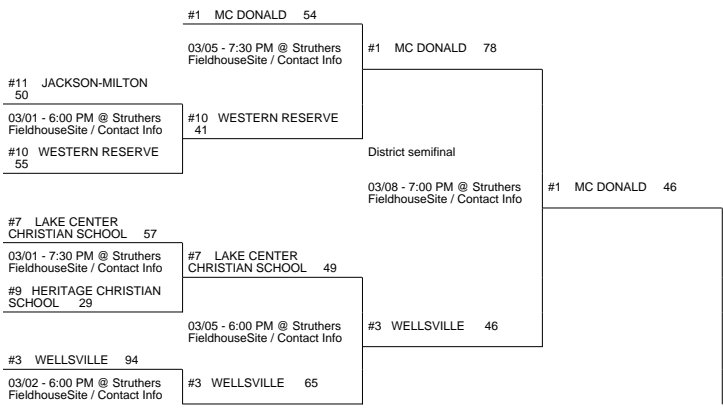 #1 MC DONALD 54
03/05 - 7:30 PM @ Struthers
FieldhouseSite / Contact Info
#1 MC DONALD 78
#11 JACKSON-MILTON
50
03/01 - 6:00 PM @ Struthers
FieldhouseSite / Contact Info
#10 WESTERN RESERVE
41
#10 WESTERN RESERVE
55
District semifinal
03/08 - 7:00 PM @ Struthers
FieldhouseSite / Contact Info
#1 MC DONALD 46
#7 LAKE CENTER
CHRISTIAN SCHOOL 57
03/01 - 7:30 PM @ Struthers
FieldhouseSite / Contact Info
#7 LAKE CENTER
CHRISTIAN SCHOOL 49
#9 HERITAGE CHRISTIAN
SCHOOL 29
03/05 - 6:00 PM @ Struthers
FieldhouseSite / Contact Info
#3 WELLSVILLE 46
#3 WELLSVILLE 94
03/02 - 6:00 PM @ Struthers
FieldhouseSite / Contact Info
#3 WELLSVILLE 65